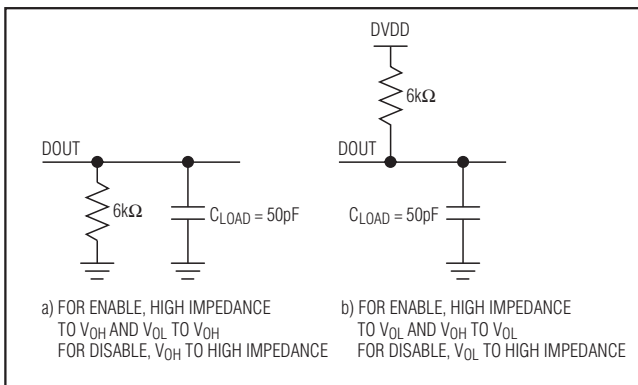 DVDD
6kΩ
DOUT
6kΩ
CLOAD = 50pF
a) FOR ENABLE, HIGH IMPEDANCE
TO VOH AND VOL TO VOH
FOR DISABLE, VOH TO HIGH IMPEDANCE
DOUT
CLOAD = 50pF
b) FOR ENABLE, HIGH IMPEDANCE
TO VOL AND VOH TO VOL
FOR DISABLE, VOL TO HIGH IMPEDANCE